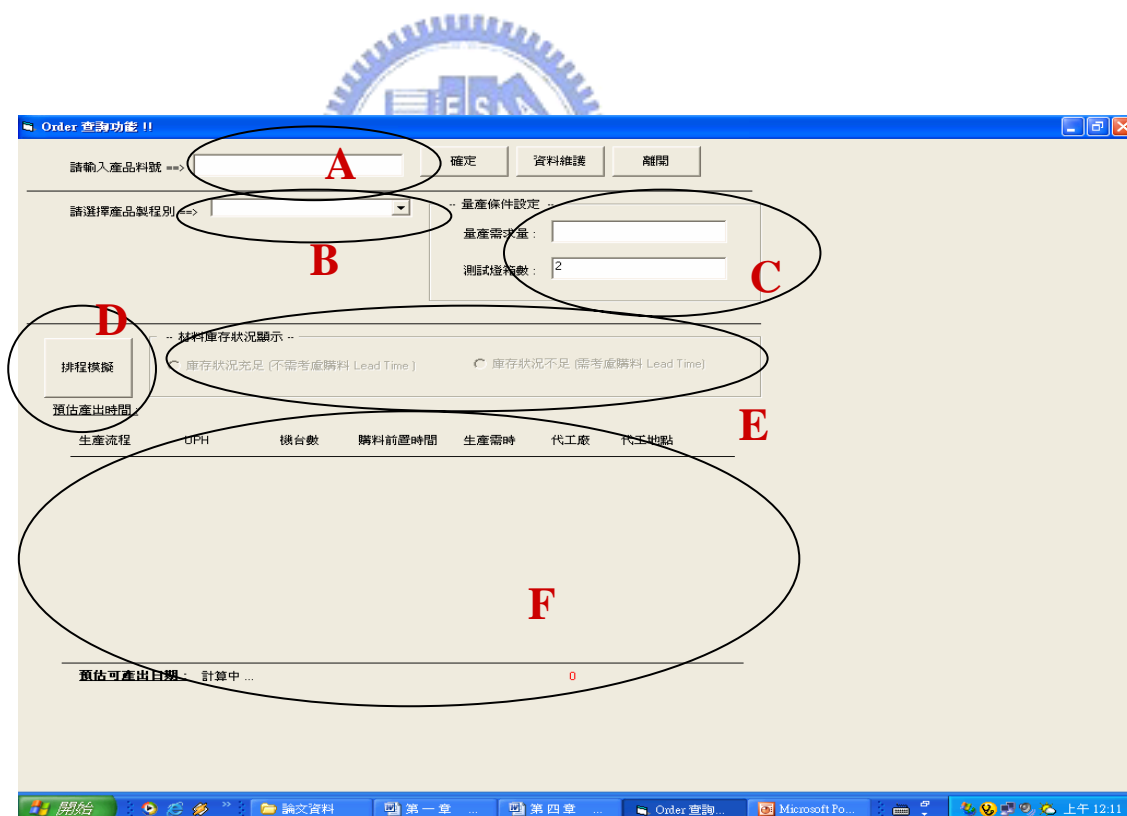 ES
Order 查詢功能 !!
請輸入產品料號 ==> A 確定 資料維護 離開
請選擇產品製程別 ==> B
-- 量產條件設定 --
量產需求量 :
測試燈箱數 : 2
C
D
排程模擬
-- 材料庫存狀況顯示 --
庫存狀況充足 (不需考慮購料 Lead Time ) 庫存狀況不足 (需考慮購料 Lead Time)
E
預估產出時間 :
生產流程 UPH 機台數 購料前置時間 生產需時 代工廠 代工地點
F
預估可產出日期 : 計算中 ... 0
開始 論文資料 第一章 ... 第四章 ... Order 查詢... Microsoft Po... 上午 12:11